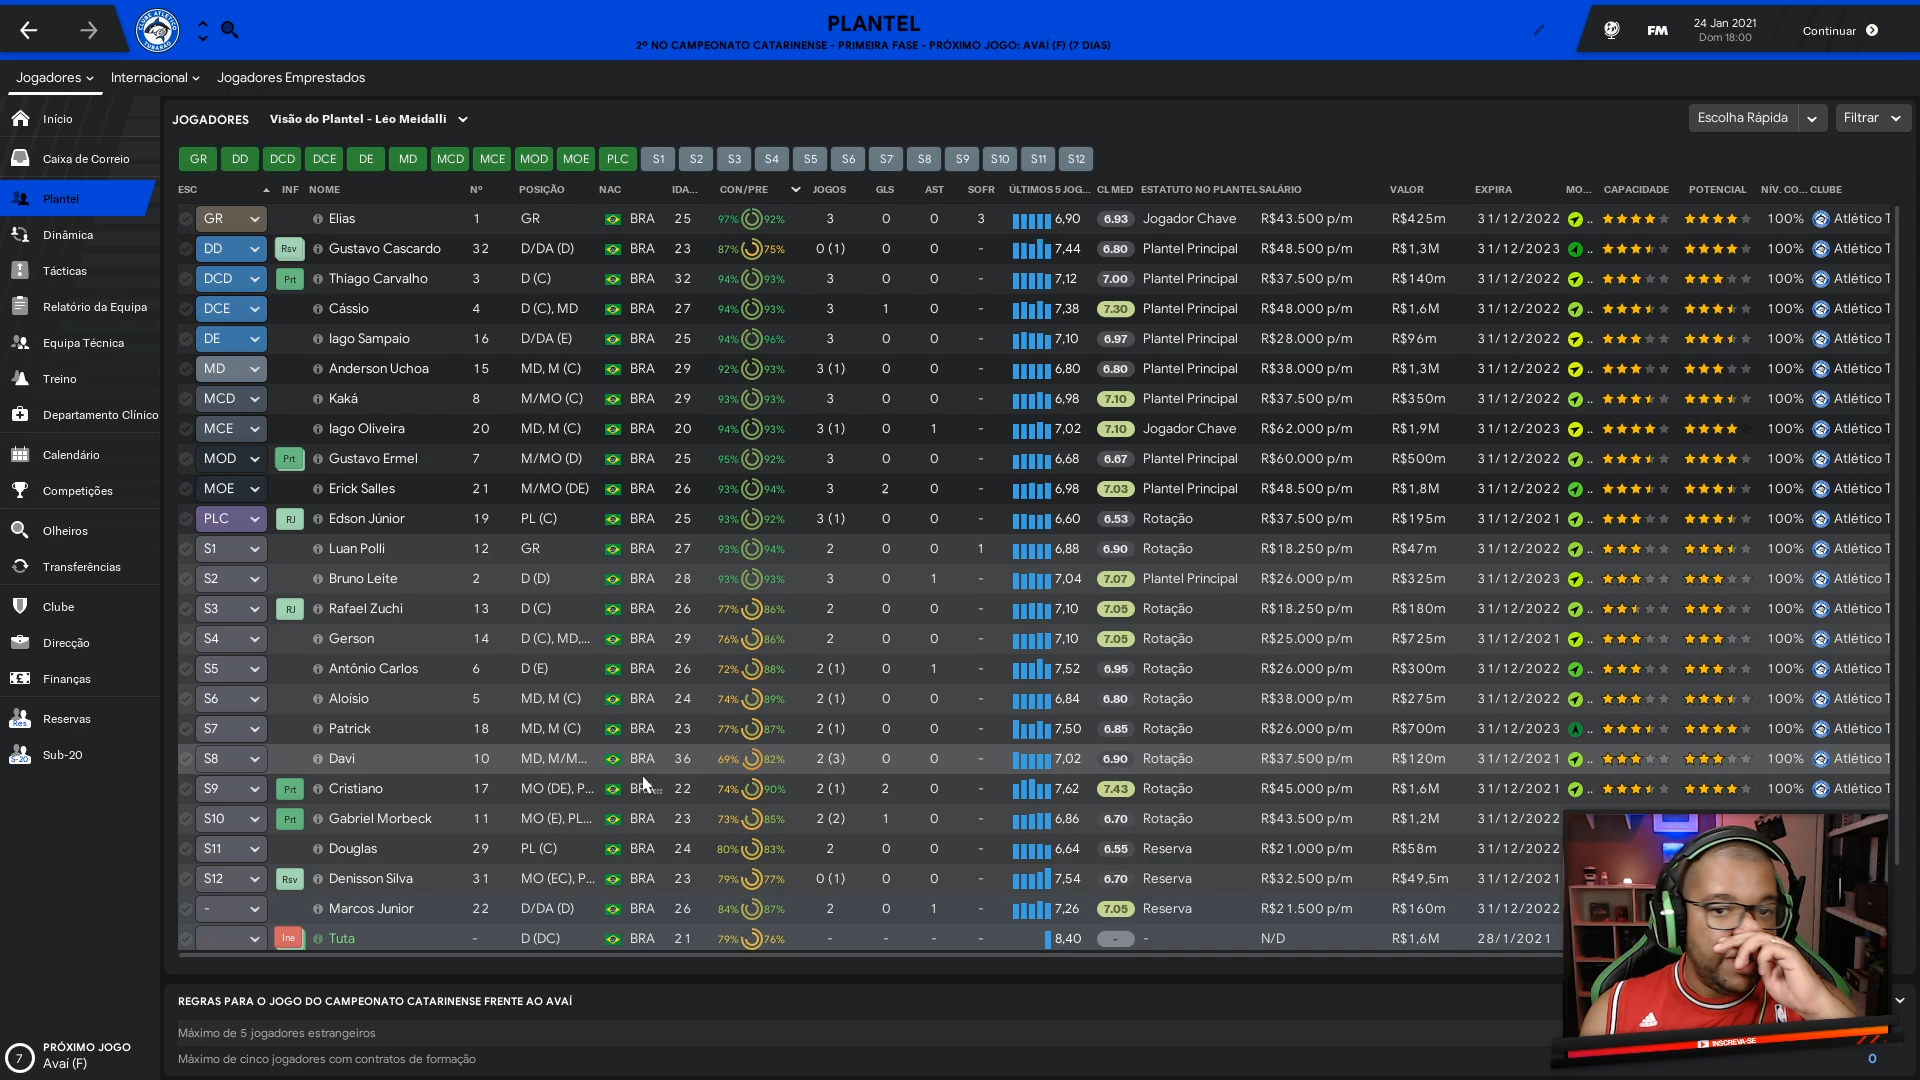 PLANTEL
2º NO CAMPEONATO CATARINENSE - PRIMEIRA FASE - PRÓXIMO JOGO: AVAÍ (F) (7 DIAS)
FM
24 Jan 2021
Dom 18:00
Continuar
Jogadores
Internacional
Jogadores Emprestados
Início
Caixa de Correio
Plantel
Dinâmica
Tácticas
Relatório da Equipa
Equipa Técnica
Treino
Departamento Clínico
Calendário
Competições
Olheiros
Transferências
Clube
Direcção
Finanças
Reservas
Sub-20
PRÓXIMO JOGO
7 Avaí (F)
JOGADORES Visão do Plantel - Léo Meidalli
Escolha Rápida
Filtrar
GR DD DCD DCE DE MD MCD MCE MOD MOE PLC S1 S2 S3 S4 S5 S6 S7 S8 S9 S10 S11 S12
ESC INF NOME Nº POSIÇÃO NAC IDA... CON/PRE JOGOS GLS AST SOFR ÚLTIMOS 5 JOG... CL MED ESTATUTO NO PLANTEL SALÁRIO VALOR EXPIRA MO... CAPACIDADE POTENCIAL NÍV. CO... CLUBE
GR Elias 1 GR BRA 25 97% 92% 3 0 0 3 6,90 6.93 Jogador Chave R$43.500 p/m R$425m 31/12/2022 .. 100% Atlético T
DD Rsv Gustavo Cascardo 32 D/DA (D) BRA 23 87% 75% 0 (1) 0 0 - 7,44 6.80 Plantel Principal R$48.500 p/m R$1,3M 31/12/2023 .. 100% Atlético T
DCD Prt Thiago Carvalho 3 D (C) BRA 32 94% 93% 3 0 0 - 7,12 7.00 Plantel Principal R$37.500 p/m R$140m 31/12/2022 .. 100% Atlético T
DCE Cássio 4 D (C), MD BRA 27 94% 93% 3 1 0 - 7,38 7.30 Plantel Principal R$48.000 p/m R$1,6M 31/12/2022 .. 100% Atlético T
DE Iago Sampaio 16 D/DA (E) BRA 25 94% 96% 3 0 0 - 7,10 6.97 Plantel Principal R$28.000 p/m R$96m 31/12/2022 .. 100% Atlético T
MD Anderson Uchoa 15 MD, M (C) BRA 29 92% 93% 3 (1) 0 0 - 6,80 6.80 Plantel Principal R$38.000 p/m R$1,3M 31/12/2022 .. 100% Atlético T
MCD Kaká 8 M/MO (C) BRA 29 93% 93% 3 0 0 - 6,98 7.10 Plantel Principal R$37.500 p/m R$350m 31/12/2022 .. 100% Atlético T
MCE Iago Oliveira 20 MD, M (C) BRA 20 94% 93% 3 (1) 0 1 - 7,02 7.10 Jogador Chave R$62.000 p/m R$1,9M 31/12/2023 .. 100% Atlético T
MOD Prt Gustavo Ermel 7 M/MO (D) BRA 25 95% 92% 3 0 0 - 6,68 6.67 Plantel Principal R$60.000 p/m R$500m 31/12/2022 .. 100% Atlético T
MOE Erick Salles 21 M/MO (DE) BRA 26 93% 94% 3 2 0 - 6,98 7.03 Plantel Principal R$48.500 p/m R$1,8M 31/12/2022 .. 100% Atlético T
PLC RJ Edson Júnior 19 PL (C) BRA 25 93% 92% 3 (1) 0 0 - 6,60 6.53 Rotação R$37.500 p/m R$195m 31/12/2021 .. 100% Atlético T
S1 Luan Polli 12 GR BRA 27 93% 94% 2 0 0 1 6,88 6.90 Rotação R$18.250 p/m R$47m 31/12/2022 .. 100% Atlético T
S2 Bruno Leite 2 D (D) BRA 28 93% 93% 3 0 1 - 7,04 7.07 Plantel Principal R$26.000 p/m R$325m 31/12/2023 .. 100% Atlético T
S3 RJ Rafael Zuchi 13 D (C) BRA 26 77% 86% 2 0 0 - 7,10 7.05 Rotação R$18.250 p/m R$180m 31/12/2022 .. 100% Atlético T
S4 Gerson 14 D (C), MD,... BRA 29 76% 86% 2 0 0 - 7,10 7.05 Rotação R$25.000 p/m R$725m 31/12/2021 .. 100% Atlético T
S5 Antônio Carlos 6 D (E) BRA 26 72% 88% 2 (1) 0 1 - 7,52 6.95 Rotação R$26.000 p/m R$300m 31/12/2021 .. 100% Atlético T
S6 Aloísio 5 MD, M (C) BRA 24 74% 89% 2 (1) 0 0 - 6,84 6.80 Rotação R$38.000 p/m R$275m 31/12/2021 .. 100% Atlético T
S7 Patrick 18 MD, M (C) BRA 23 77% 87% 2 (1) 0 0 - 7,50 6.85 Rotação R$26.000 p/m R$700m 31/12/2023 .. 100% Atlético T
S8 Davi 10 MD, M/M... BRA 36 69% 82% 2 (3) 0 0 - 7,02 6.90 Rotação R$37.500 p/m R$120m 31/12/2021 .. 100% Atlético T
S9 Prt Cristiano 17 MO (DE), P... 22 74% 90% 2 (1) 2 0 - 7,62 7.43 Rotação R$45.000 p/m R$1,6M 31/12/2021 .. 100% Atlético T
S10 Prt Gabriel Morbeck 11 MO (E), PL... BRA 23 73% 85% 2 (2) 1 0 - 6,86 6.70 Rotação R$43.500 p/m R$1,2M 31/12/2022
S11 Douglas 29 PL (C) BRA 24 80% 83% 2 0 0 - 6,64 6.55 Reserva R$21.000 p/m R$58m 31/12/2022
S12 Rsv Denisson Silva 31 MO (EC), P... BRA 23 79% 77% 0 (1) 0 0 - 7,54 6.70 Reserva R$32.500 p/m R$49,5m 31/12/2021
- Marcos Junior 22 D/DA (D) BRA 26 84% 87% 2 0 1 - 7,26 7.05 Reserva R$21.500 p/m R$160m 31/12/2022
- Ine Tuta - D (DC) BRA 21 79% 76% - - - - 8,40 - - N/D R$1,6M 28/1/2021
REGRAS PARA O JOGO DO CAMPEONATO CATARINENSE FRENTE AO AVAÍ
Máximo de 5 jogadores estrangeiros
Máximo de cinco jogadores com contratos de formação
INSCREVA-SE
0